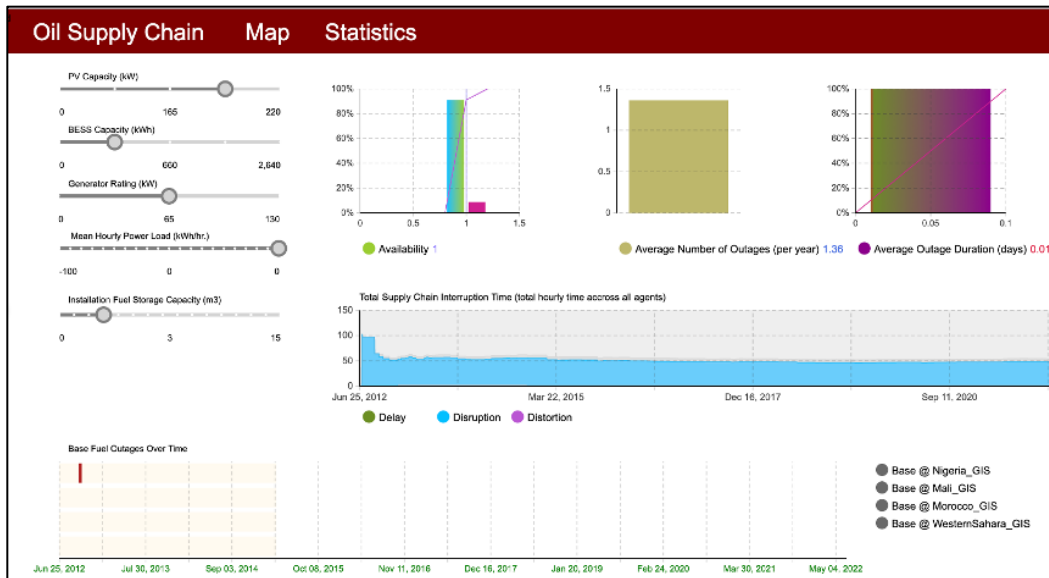 Oil Supply Chain Map Statistics
PV Capacity (kW)
0 165 220
BESS Capacity (kWh)
0 660 2,640
Generator Rating (kW)
0 65 130
Mean Hourly Power Load (kWh/hr.)
-100 0 0
Installation Fuel Storage Capacity (m3)
0 3 15
100%
80%
60%
40%
20%
0%
0 0.5 1 1.5
Availability 1
1.5
1
0.5
0
Average Number of Outages (per year) 1.36
100%
80%
60%
40%
20%
0%
0 0.05 0.1
Average Outage Duration (days) 0.01
Total Supply Chain Interruption Time (total hourly time accross all agents)
150
100
50
0
Jun 25, 2012 Mar 22, 2015 Dec 16, 2017 Sep 11, 2020
Delay Disruption Distortion
Base Fuel Outages Over Time
Base @ Nigeria_GIS
Base @ Mali_GIS
Base @ Morocco_GIS
Base @ WesternSahara_GIS
Jun 25, 2012 Jul 30, 2013 Sep 03, 2014 Oct 08, 2015 Nov 11, 2016 Dec 16, 2017 Jan 20, 2019 Feb 24, 2020 Mar 30, 2021 May 04, 2022